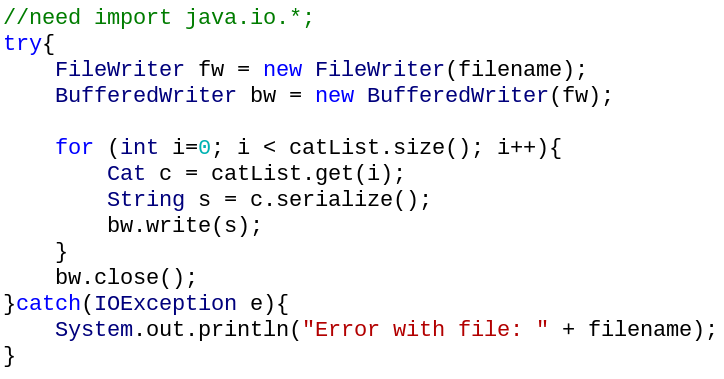 //need import java.io.*;
try{
    FileWriter fw = new FileWriter(filename);
    BufferedWriter bw = new BufferedWriter(fw);

    for (int i=0; i < catList.size(); i++){
        Cat c = catList.get(i);
        String s = c.serialize();
        bw.write(s);
    }
    bw.close();
}catch(IOException e){
    System.out.println("Error with file: " + filename);
}